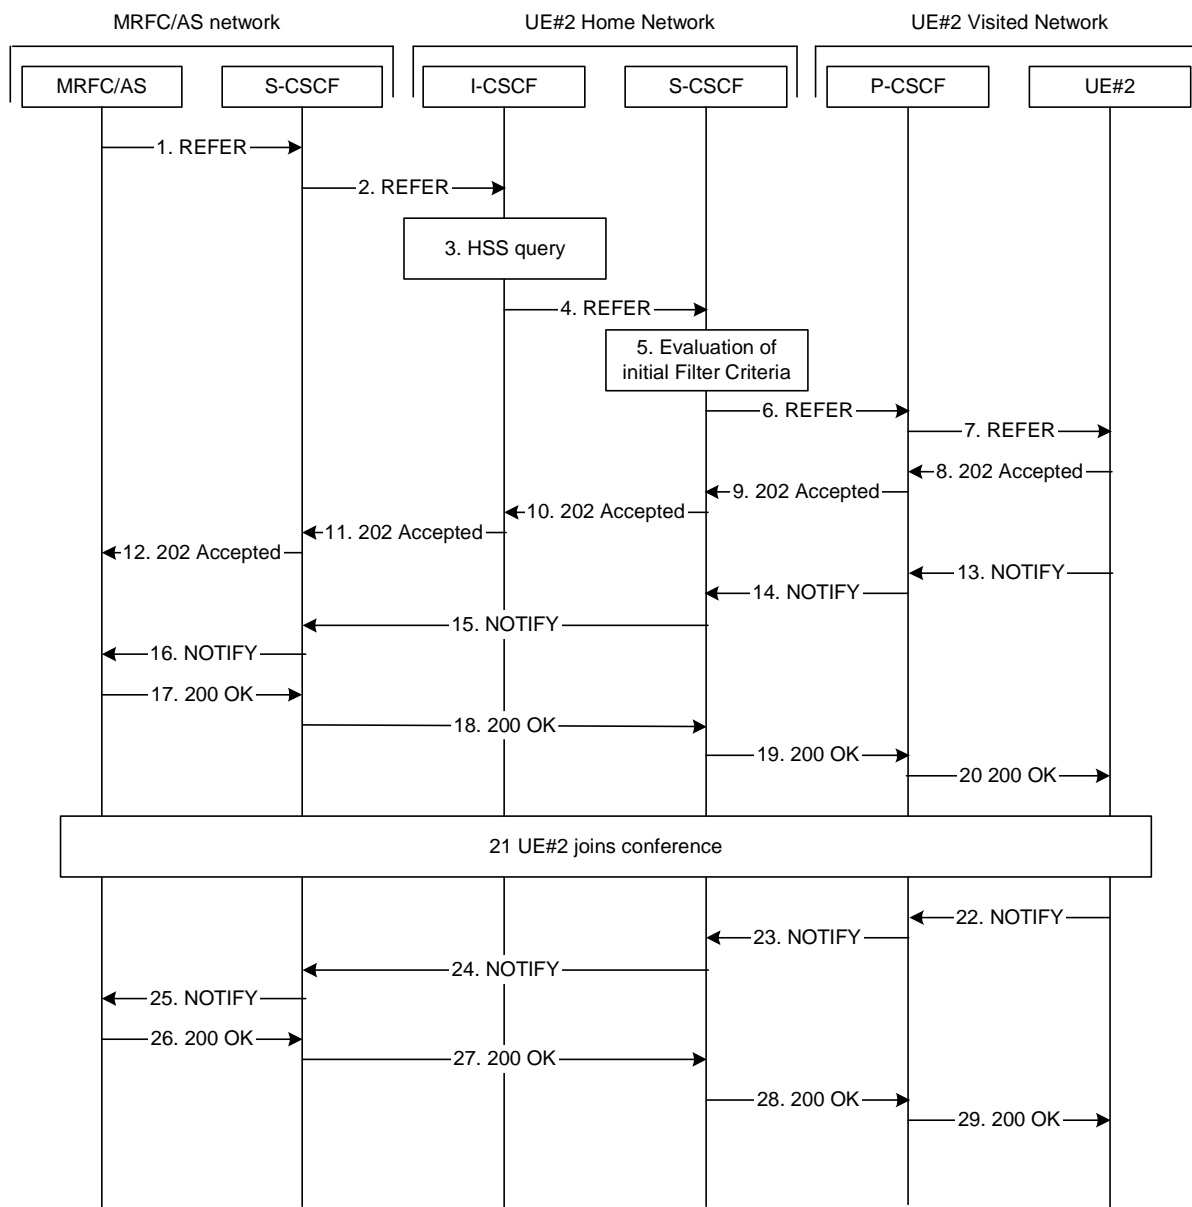 MRFC/AS network
UE#2 Home Network
UE#2 Visited Network
MRFC/AS
S-CSCF
I-CSCF
S-CSCF
P-CSCF
UE#2
1. REFER
2. REFER
3. HSS query
4. REFER
5. Evaluation of
initial Filter Criteria
6. REFER
7. REFER
8. 202 Accepted
9. 202 Accepted
10. 202 Accepted
11. 202 Accepted
12. 202 Accepted
13. NOTIFY
14. NOTIFY
15. NOTIFY
16. NOTIFY
17. 200 OK
18. 200 OK
19. 200 OK
20 200 OK
21 UE#2 joins conference
22. NOTIFY
23. NOTIFY
24. NOTIFY
25. NOTIFY
26. 200 OK
27. 200 OK
28. 200 OK
29. 200 OK